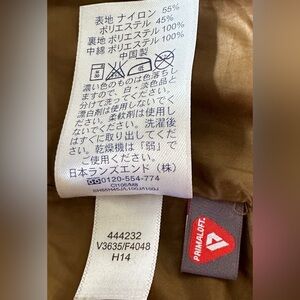 表地 ナイロン 55%
ポリエステル 45%
裏地 ポリエステル 100%
中綿 ポリエステル 100%
中国製
濃い色のものは色落ちし
ますので、白・淡色品と
分けて洗ってください。
漂白剤は使用しないで
ください。柔軟剤は使用し
ないでください。洗濯後
はすぐに取り出してくだ
さい。乾燥機は「弱」で
ご使用ください。
日本ランズエンド(株)
0120-554-774
444232
V3635/F4048
H14
PRIMALOFT